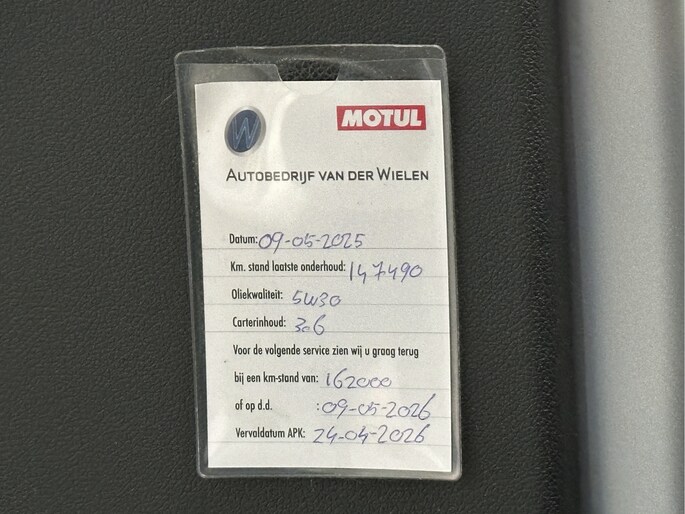 W
MOTUL
AUTOBEDRIJF VAN DER WIELEN
Datum: 09-05-2025
Km. stand laatste onderhoud: 147490
Oliekwaliteit: 5W30
Carterinhoud: 3.6
Voor de volgende service zien wij u graag terug
bij een km-stand van: 162000
of op d.d. : 09-05-2026
Vervaldatum APK: 24-04-2026